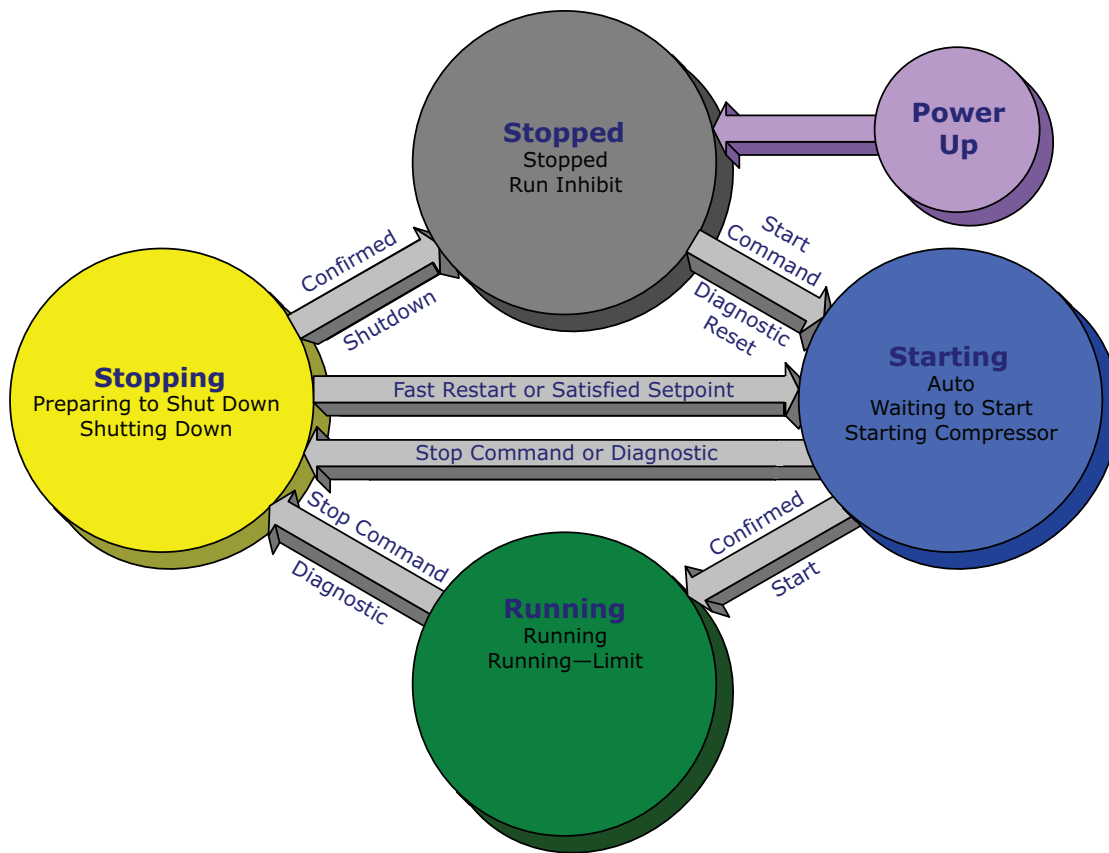 Power
Up
Stopped
Stopped
Run Inhibit
Confirmed
Shutdown
Start
Command
Diagnostic
Reset
Stopping
Preparing to Shut Down
Shutting Down
Fast Restart or Satisfied Setpoint
Stop Command or Diagnostic
Starting
Auto
Waiting to Start
Starting Compressor
Stop Command
Diagnostic
Confirmed
Start
Running
Running
Running—Limit